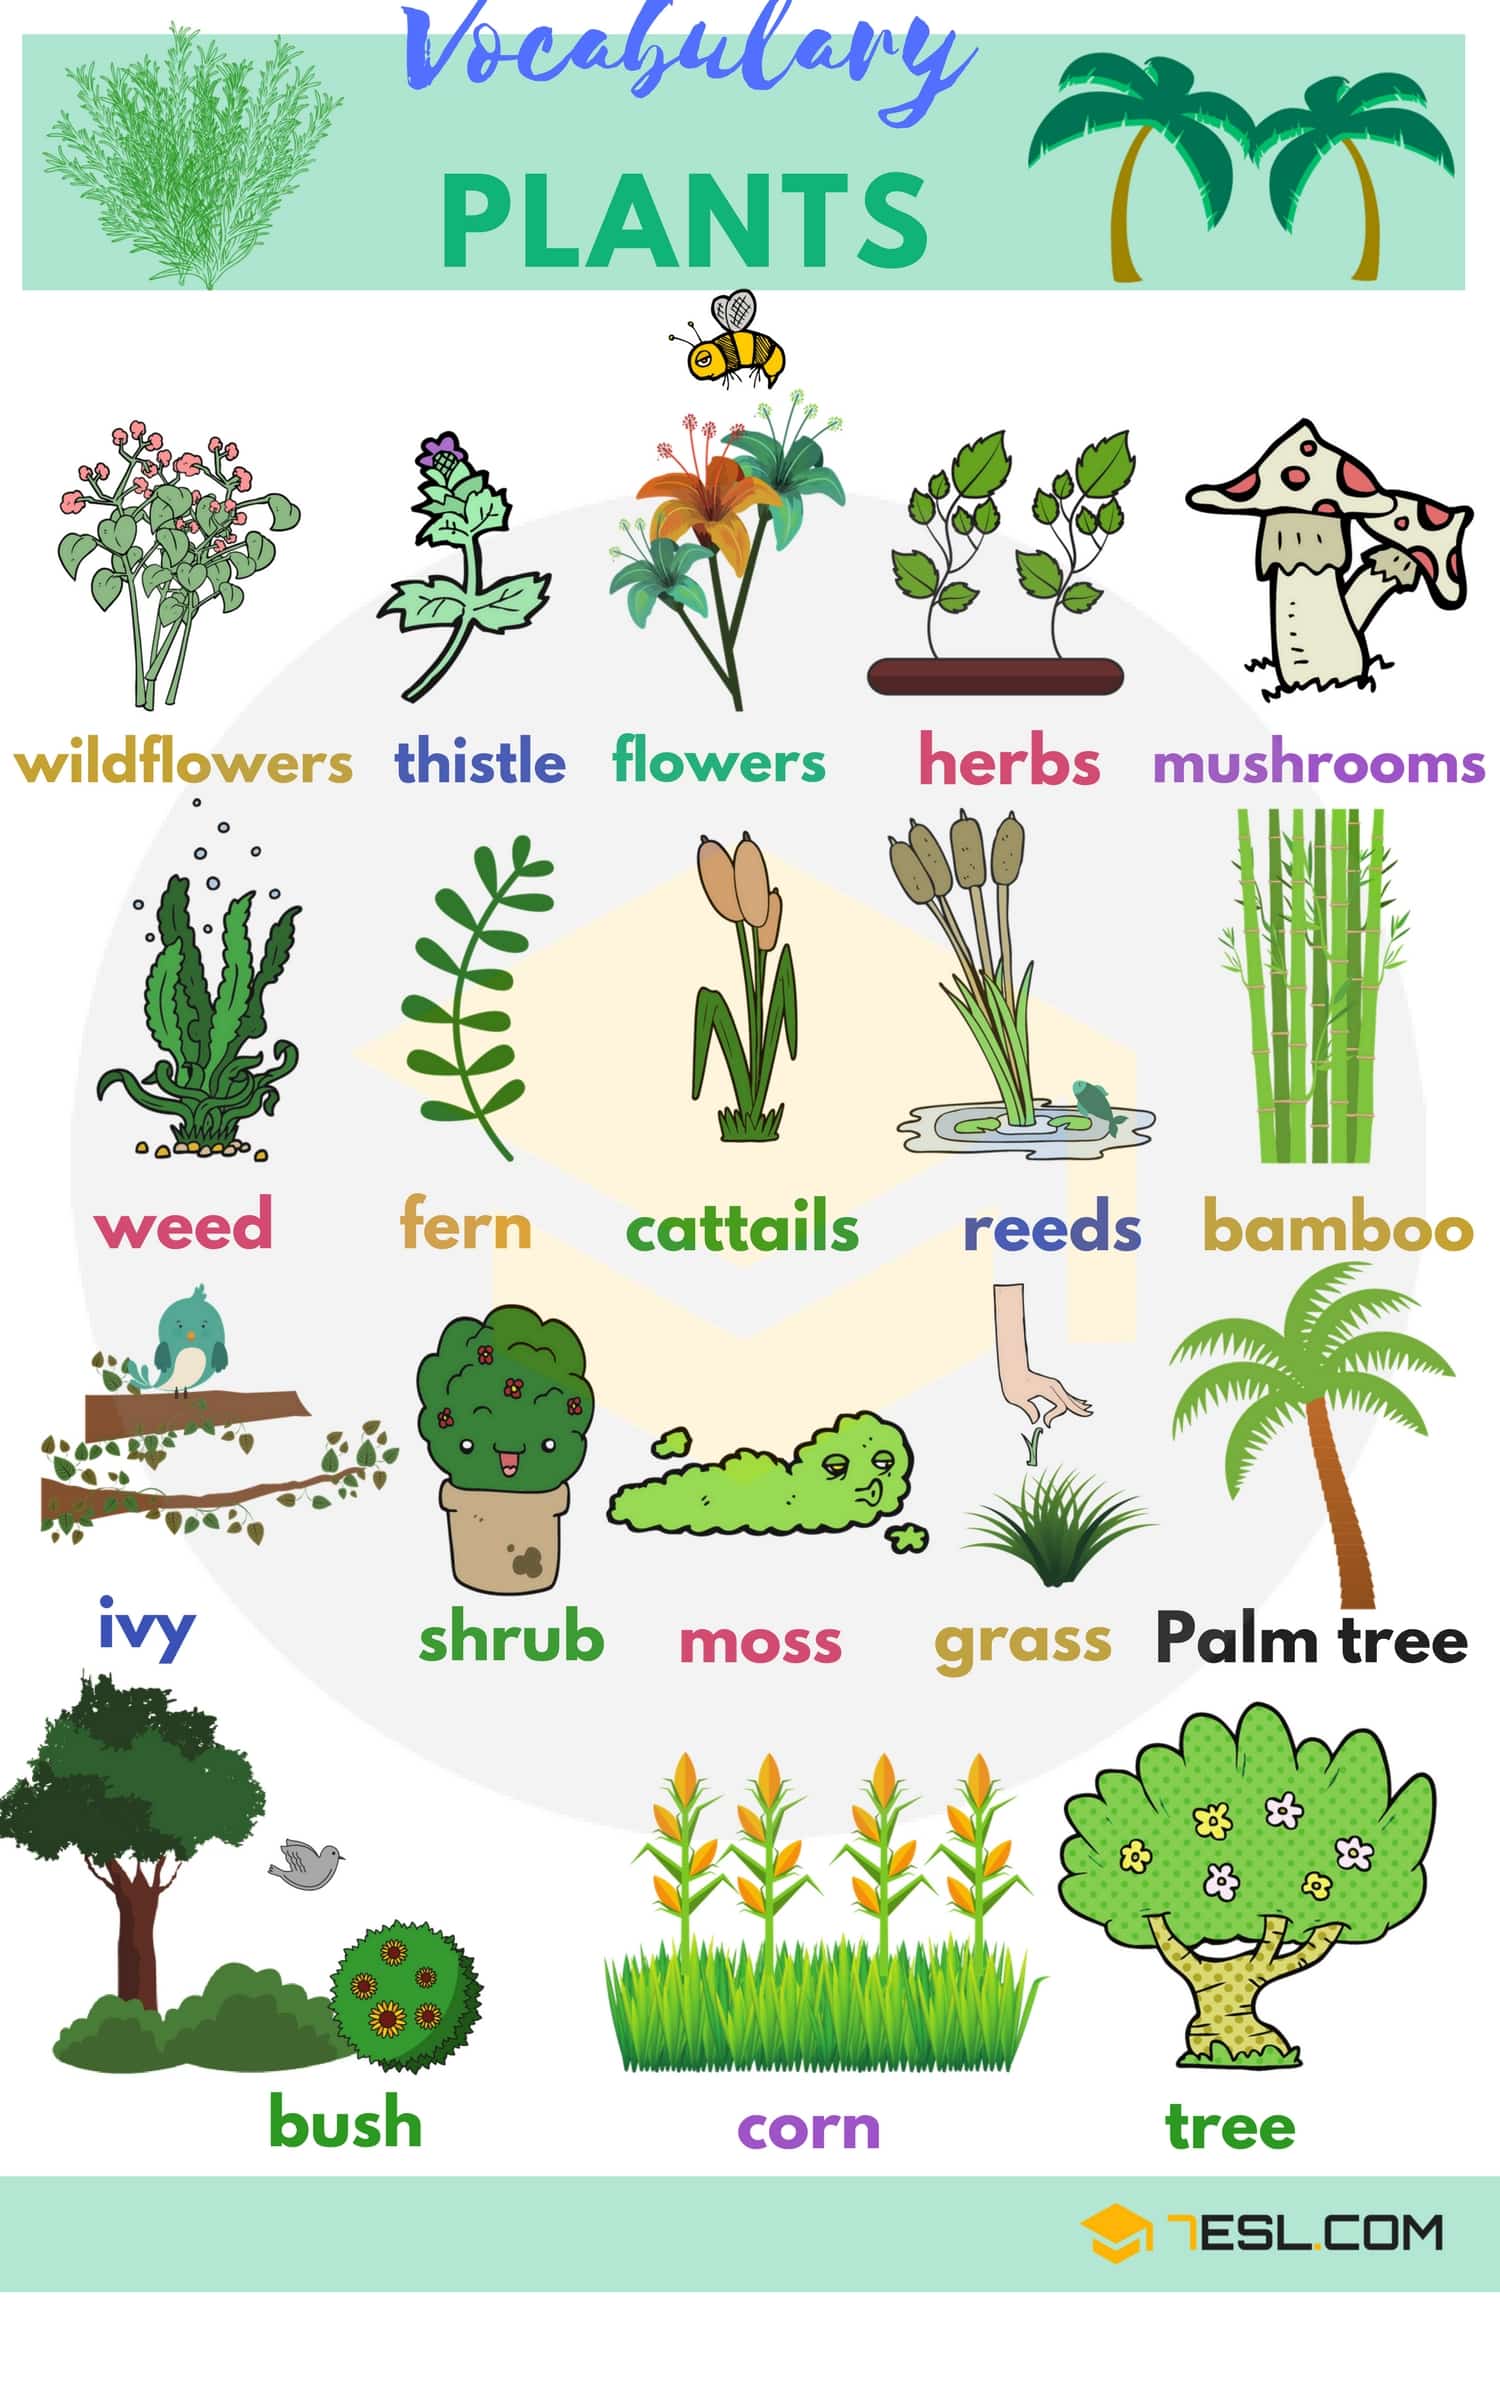 Vocabulary
PLANTS
wildflowers thistle flowers herbs mushrooms
weed fern cattails reeds bamboo
ivy shrub moss grass Palm tree
bush corn tree
7ESL.COM